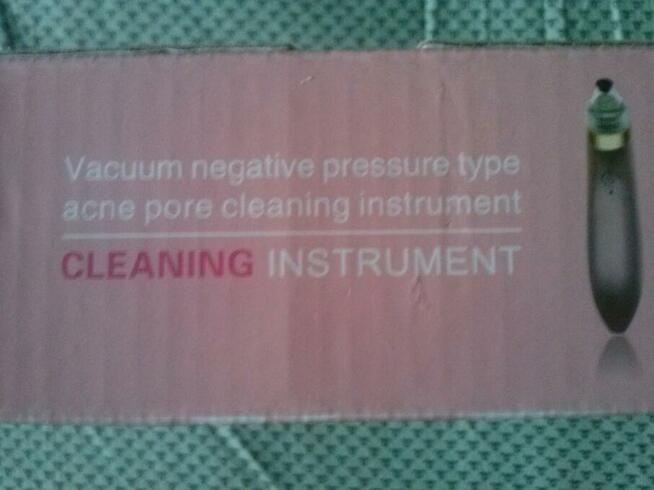 Vacuum negative pressure type
acne pore cleaning instrument
CLEANING INSTRUMENT